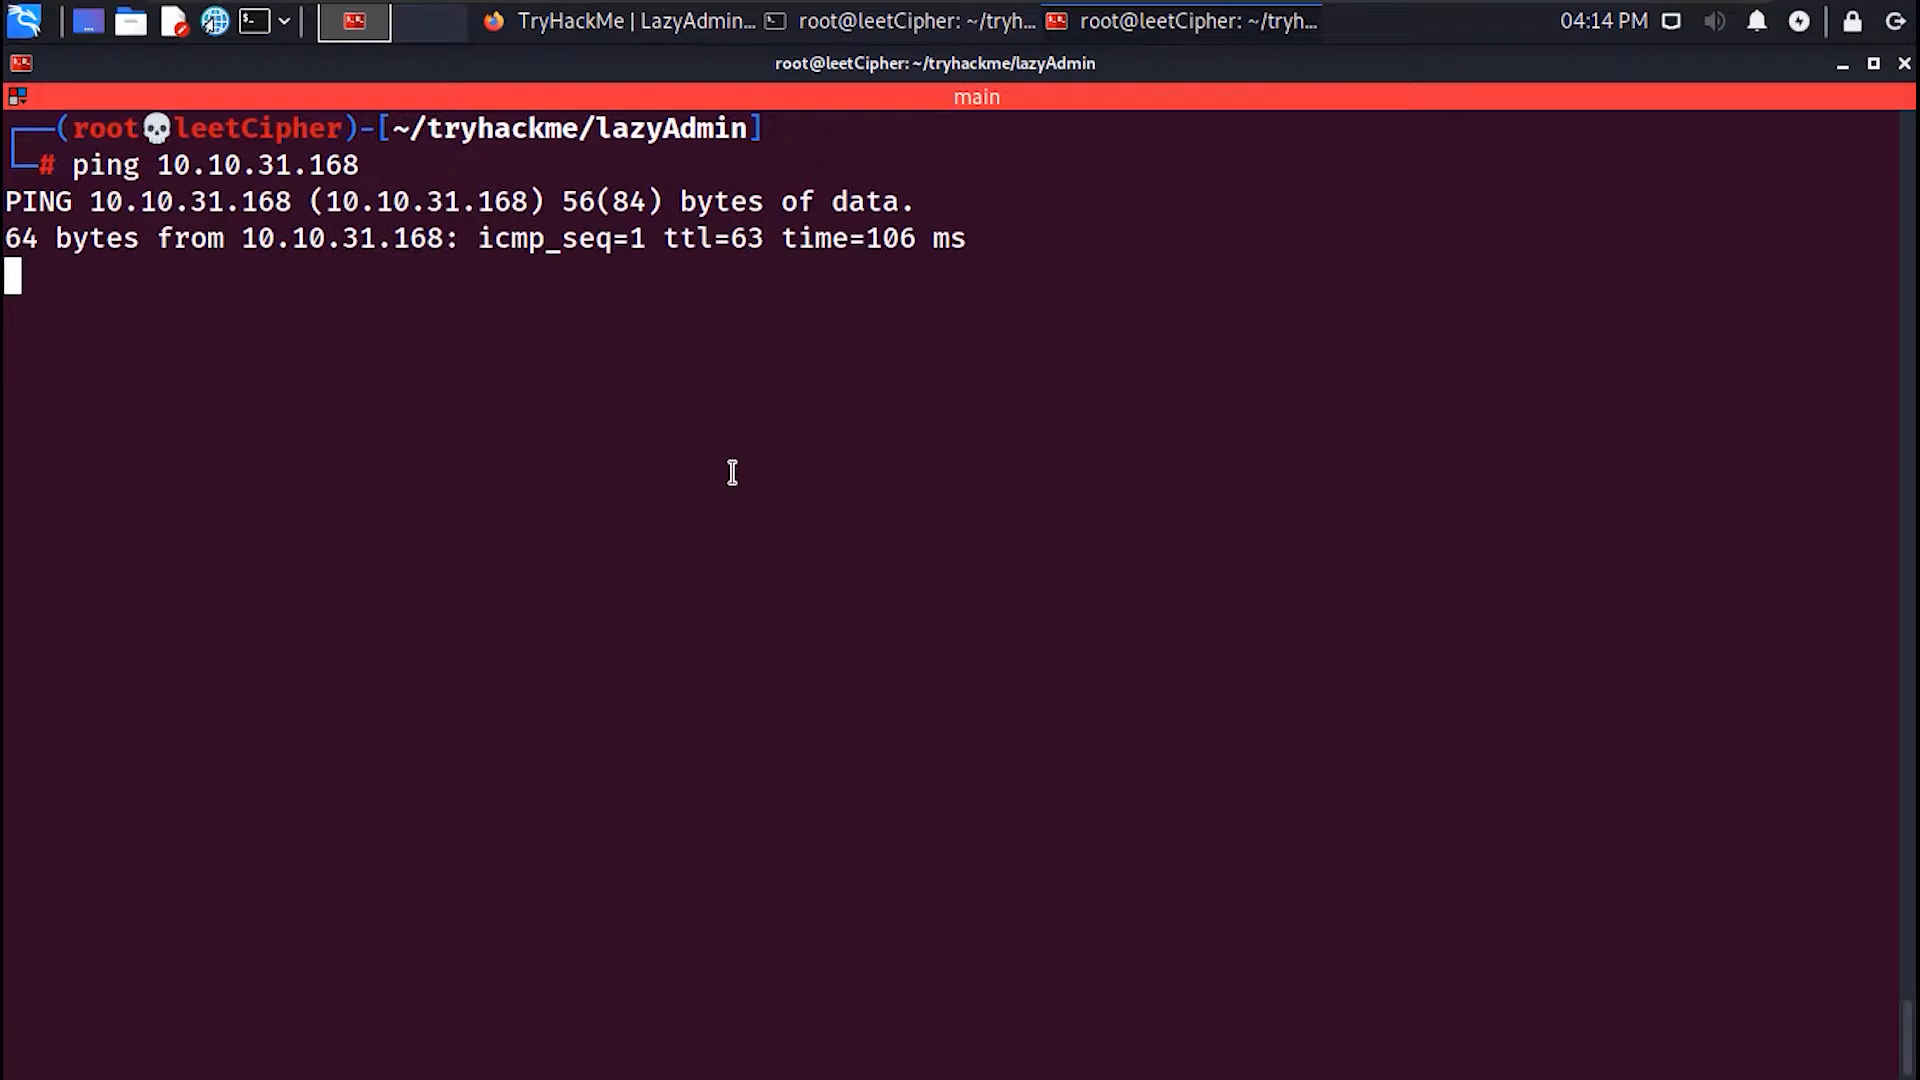 TryHackMe | LazyAdmin... root@leetCipher: ~/tryh... root@leetCipher: ~/tryh... 04:14 PM
root@leetCipher: ~/tryhackme/lazyAdmin
main
(root💀leetCipher)-[~/tryhackme/lazyAdmin]
# ping 10.10.31.168
PING 10.10.31.168 (10.10.31.168) 56(84) bytes of data.
64 bytes from 10.10.31.168: icmp_seq=1 ttl=63 time=106 ms